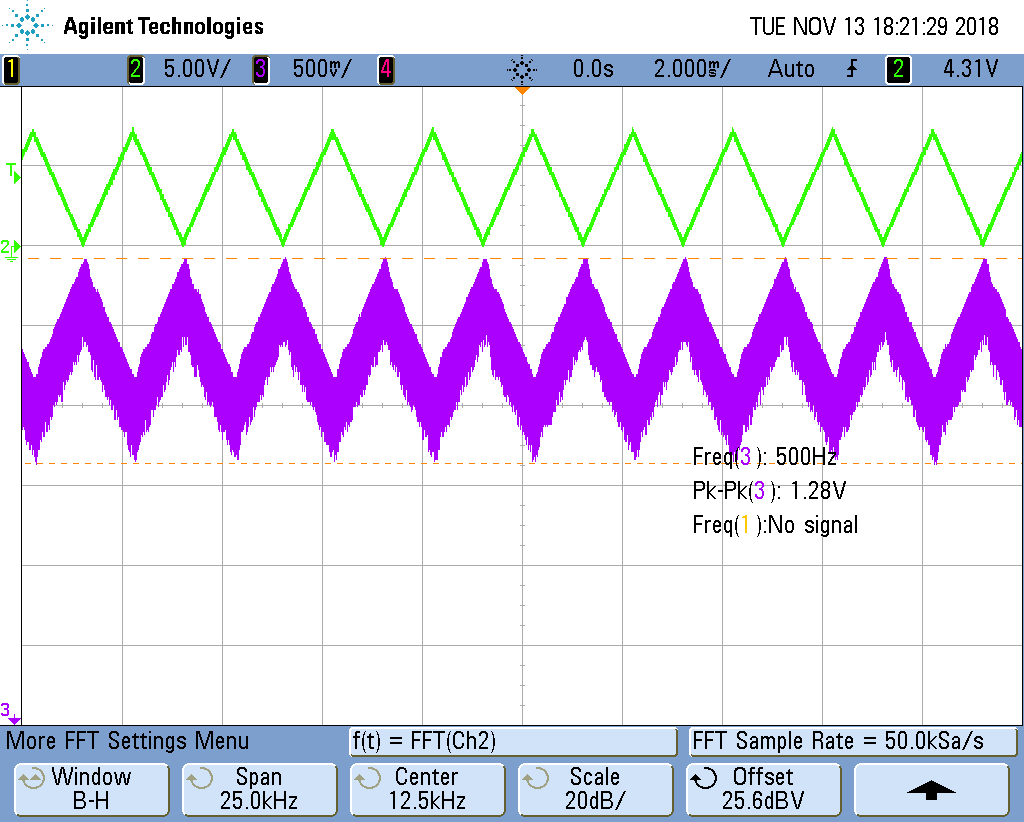 Agilent Technologies TUE NOV 13 18:21:29 2018
1 2 5.00V/ 3 500mV/ 4 0.0s 2.000ms/ Auto 2 4.31V
T
2
3
Freq(3): 500Hz
Pk-Pk(3): 1.28V
Freq(1):No signal
More FFT Settings Menu f(t) = FFT(Ch2) FFT Sample Rate = 50.0kSa/s
Window Span Center Scale Offset
B-H 25.0kHz 12.5kHz 20dB/ 25.6dBV